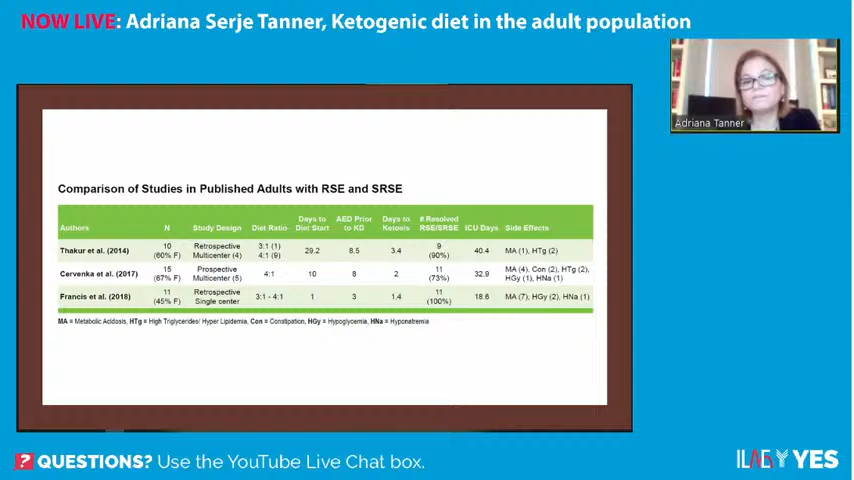 NOW LIVE: Adriana Serje Tanner, Ketogenic diet in the adult population
Adriana Tanner
Comparison of Studies in Published Adults with RSE and SRSE
Authors N Study Design Diet Ratio Days to Diet Start AED Prior to KD Days to Ketosis # Resolved RSE/SRSE ICU Days Side Effects
Thakur et al. (2014) 10 (60% F) Retrospective Multicenter (4) 3:1 (1) 4:1 (9) 29.2 8.5 3.4 9 (90%) 40.4 MA (1), HTg (2)
Cervenka et al. (2017) 15 (67% F) Prospective Multicenter (5) 4:1 10 8 2 11 (73%) 32.9 MA (4), Con (2), HTg (2), HGy (1), HNa (1)
Francis et al. (2018) 11 (45% F) Retrospective Single center 3:1 - 4:1 1 3 1.4 11 (100%) 18.6 MA (7), HGy (2), HNa (1)
MA = Metabolic Acidosis, HTg = High Triglycerides/ Hyper Lipidemia, Con = Constipation, HGy = Hypoglycemia, HNa = Hyponatremia
? QUESTIONS? Use the YouTube Live Chat box.
ILAE YES